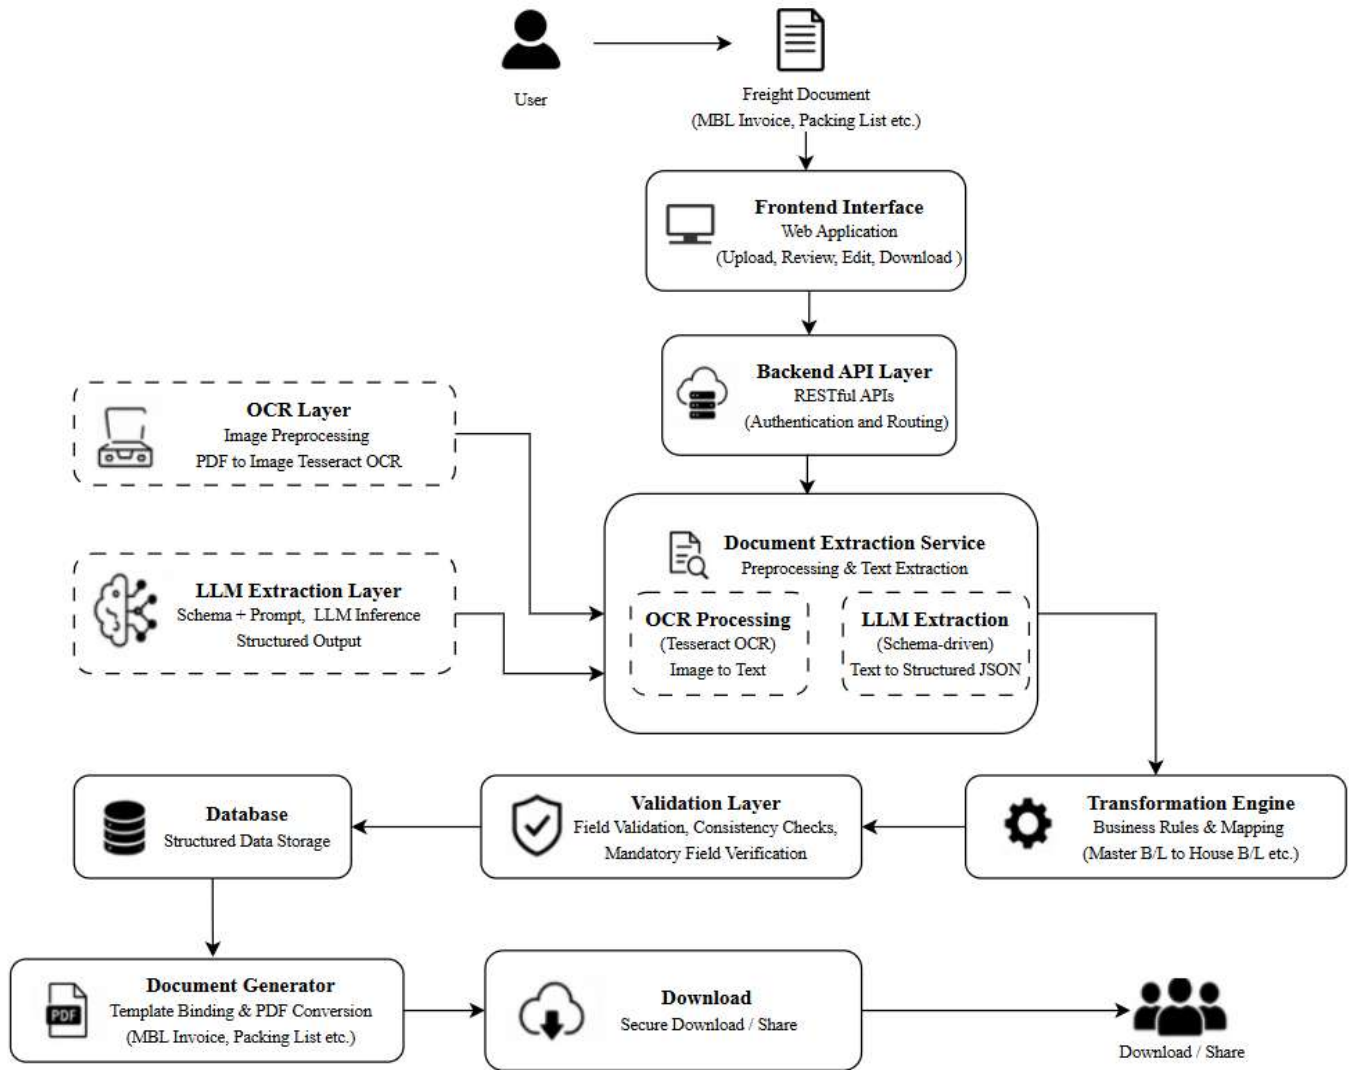 User
Freight Document
(MBL Invoice, Packing List etc.)
Frontend Interface
Web Application
(Upload, Review, Edit, Download )
Backend API Layer
RESTful APIs
(Authentication and Routing)
OCR Layer
Image Preprocessing
PDF to Image Tesseract OCR
LLM Extraction Layer
Schema + Prompt, LLM Inference
Structured Output
Document Extraction Service
Preprocessing & Text Extraction
OCR Processing
(Tesseract OCR)
Image to Text
LLM Extraction
(Schema-driven)
Text to Structured JSON
Database
Structured Data Storage
Validation Layer
Field Validation, Consistency Checks,
Mandatory Field Verification
Transformation Engine
Business Rules & Mapping
(Master B/L to House B/L etc.)
PDF
Document Generator
Template Binding & PDF Conversion
(MBL Invoice, Packing List etc.)
Download
Secure Download / Share
Download / Share